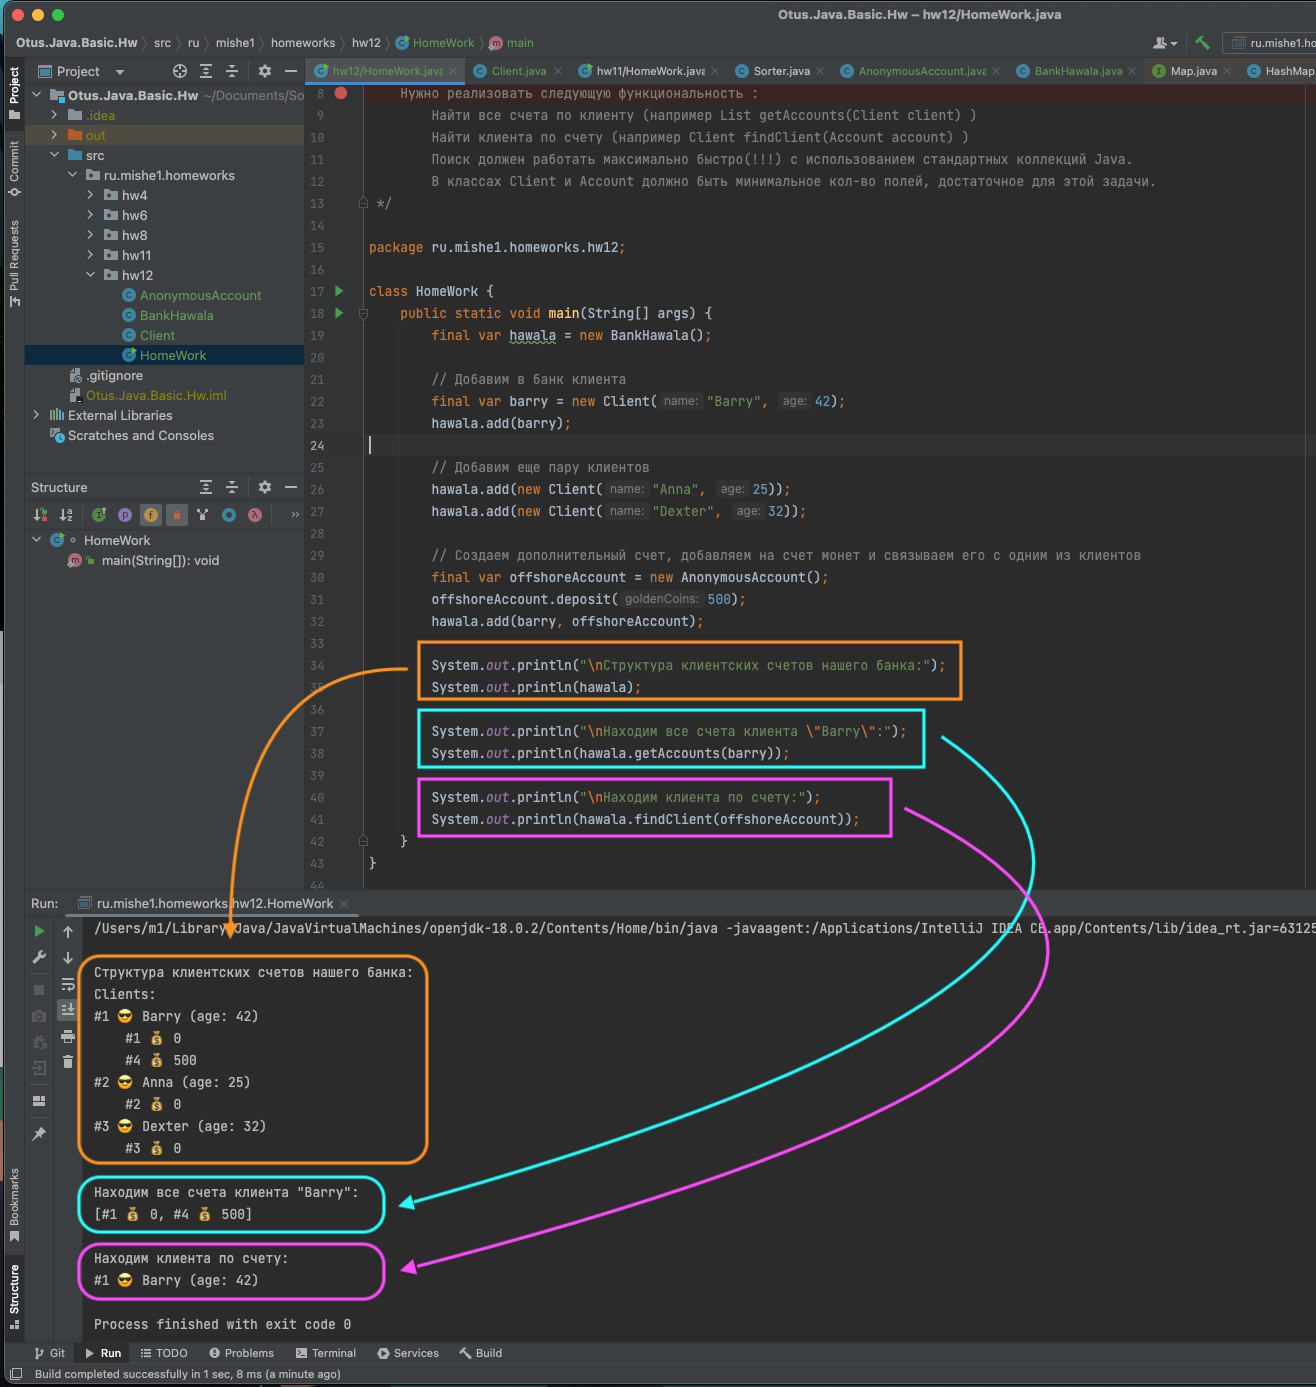 Otus.Java.Basic.Hw – hw12/HomeWork.java
Otus.Java.Basic.Hw src ru mishe1 homeworks hw12 HomeWork main
ru.mishe1.ho
Project
hw12/HomeWork.java Client.java hw11/HomeWork.java Sorter.java AnonymousAccount.java BankHawala.java Map.java HashMap.
Project
Commit
Pull Requests
Bookmarks
Structure
Otus.Java.Basic.Hw ~/Documents/So
.idea
out
src
ru.mishe1.homeworks
hw4
hw6
hw8
hw11
hw12
AnonymousAccount
BankHawala
Client
HomeWork
.gitignore
Otus.Java.Basic.Hw.iml
External Libraries
Scratches and Consoles
Structure
HomeWork
main(String[]): void
8 Нужно реализовать следующую функциональность :
9 Найти все счета по клиенту (например List getAccounts(Client client) )
10 Найти клиента по счету (например Client findClient(Account account) )
11 Поиск должен работать максимально быстро(!!!) с использованием стандартных коллекций Java.
12 В классах Client и Account должно быть минимальное кол-во полей, достаточное для этой задачи.
13 */
14
15 package ru.mishe1.homeworks.hw12;
16
17 class HomeWork {
18 public static void main(String[] args) {
19 final var hawala = new BankHawala();
20
21 // Добавим в банк клиента
22 final var barry = new Client( name: "Barry", age: 42);
23 hawala.add(barry);
24
25 // Добавим еще пару клиентов
26 hawala.add(new Client( name: "Anna", age: 25));
27 hawala.add(new Client( name: "Dexter", age: 32));
28
29 // Создаем дополнительный счет, добавляем на счет монет и связываем его с одним из клиентов
30 final var offshoreAccount = new AnonymousAccount();
31 offshoreAccount.deposit( goldenCoins: 500);
32 hawala.add(barry, offshoreAccount);
33
34 System.out.println("\nСтруктура клиентских счетов нашего банка:");
35 System.out.println(hawala);
36
37 System.out.println("\nНаходим все счета клиента \"Barry\":");
38 System.out.println(hawala.getAccounts(barry));
39
40 System.out.println("\nНаходим клиента по счету:");
41 System.out.println(hawala.findClient(offshoreAccount));
42 }
43 }
44
Run: ru.mishe1.homeworks.hw12.HomeWork
/Users/m1/Library/Java/JavaVirtualMachines/openjdk-18.0.2/Contents/Home/bin/java -javaagent:/Applications/IntelliJ IDEA CE.app/Contents/lib/idea_rt.jar=63125
Структура клиентских счетов нашего банка:
Clients:
#1 😎 Barry (age: 42)
#1 💰 0
#4 💰 500
#2 😎 Anna (age: 25)
#2 💰 0
#3 😎 Dexter (age: 32)
#3 💰 0
Находим все счета клиента "Barry":
[#1 💰 0, #4 💰 500]
Находим клиента по счету:
#1 😎 Barry (age: 42)
Process finished with exit code 0
Git Run TODO Problems Terminal Services Build
Build completed successfully in 1 sec, 8 ms (a minute ago)